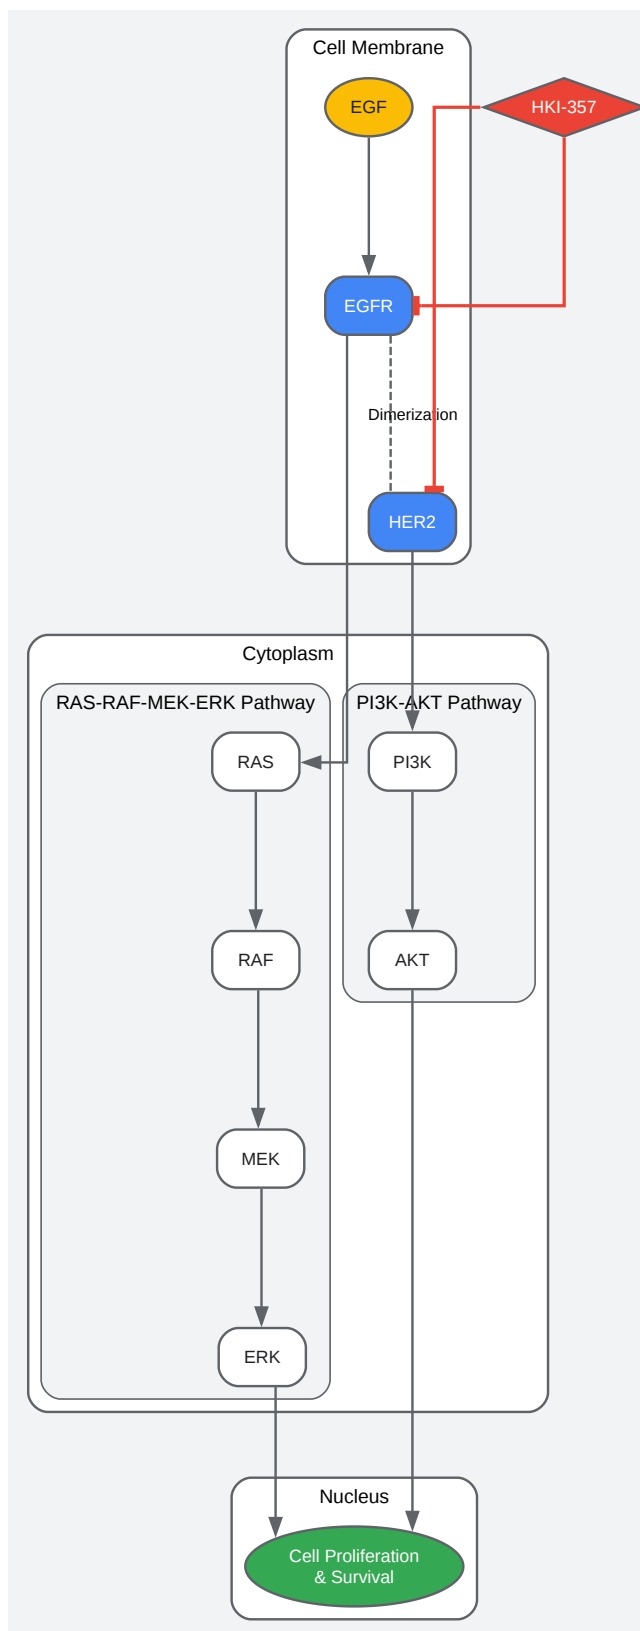 Cell Membrane
EGF
HKI-357
EGFR
Dimerization
HER2
Cytoplasm
RAS-RAF-MEK-ERK Pathway
PI3K-AKT Pathway
RAS
PI3K
RAF
AKT
MEK
ERK
Nucleus
Cell Proliferation
& Survival